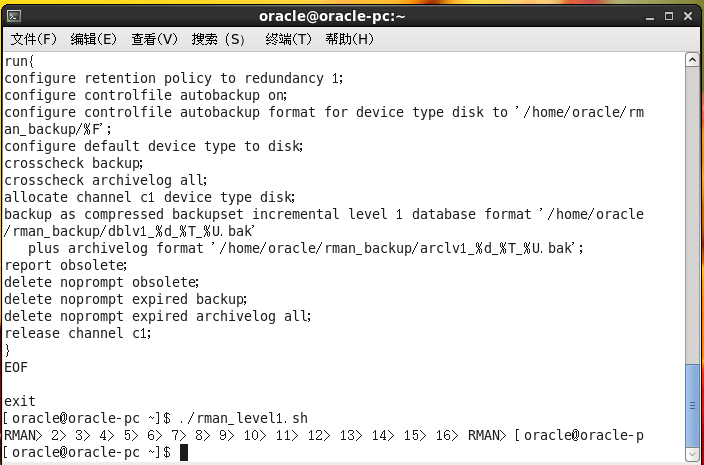 oracle@oracle-pc:~
文件(F) 编辑(E) 查看(V) 搜索 (S) 终端(T) 帮助(H)
run{
configure retention policy to redundancy 1;
configure controlfile autobackup on;
configure controlfile autobackup format for device type disk to '/home/oracle/rm
an_backup/%F';
configure default device type to disk;
crosscheck backup;
crosscheck archivelog all;
allocate channel c1 device type disk;
backup as compressed backupset incremental level 1 database format '/home/oracle
/rman_backup/dblv1_%d_%T_%U.bak'
   plus archivelog format '/home/oracle/rman_backup/arclv1_%d_%T_%U.bak';
report obsolete;
delete noprompt obsolete;
delete noprompt expired backup;
delete noprompt expired archivelog all;
release channel c1;
}
EOF
exit
[oracle@oracle-pc ~]$ ./rman_level1.sh
RMAN> 2> 3> 4> 5> 6> 7> 8> 9> 10> 11> 12> 13> 14> 15> 16> RMAN> [oracle@oracle-p
[oracle@oracle-pc ~]$